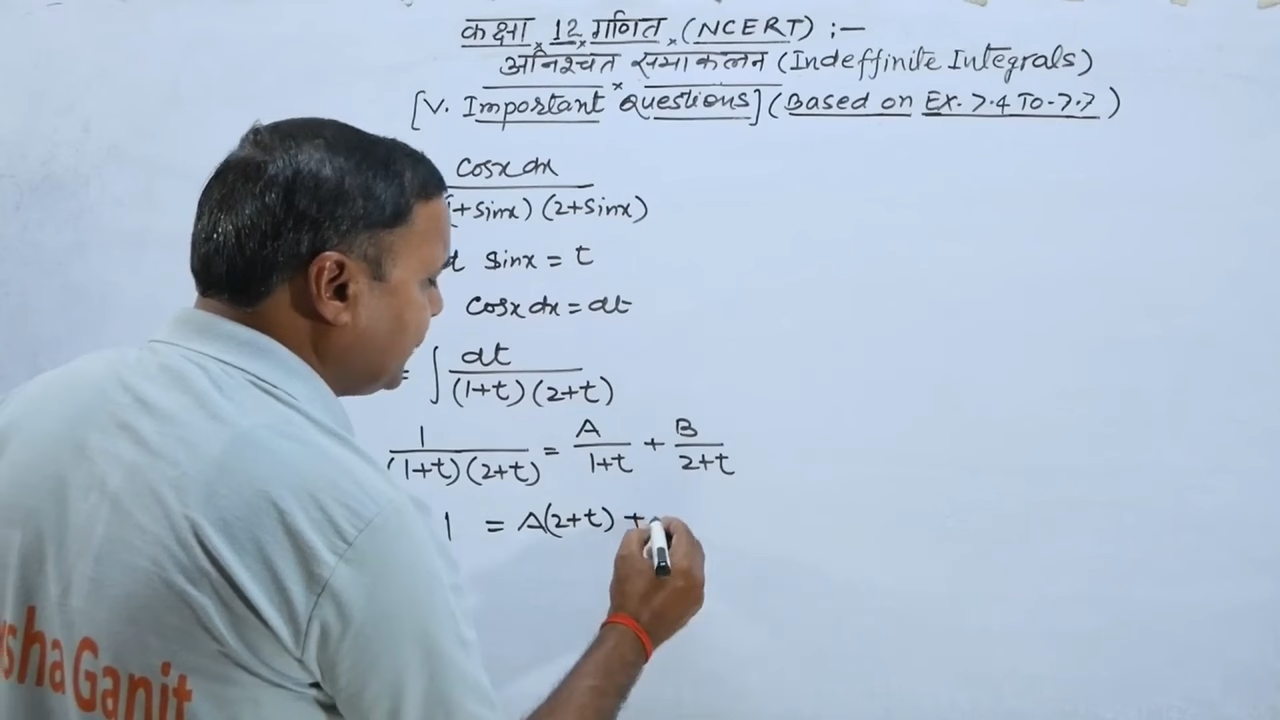 कक्षा 12 गणित (NCERT) :-
अनिश्चत समाकलन (Indeffinite Integrals)
[V. Important Questions] (Based on Ex. 7.4 To 7.7)
cosx dx
(1+sinx) (2+sinx)
sinx = t
cosx dx = dt
= ∫ dt
(1+t) (2+t)
1/((1+t)(2+t)) = A/(1+t) + B/(2+t)
1 = A(2+t) +
Ganit